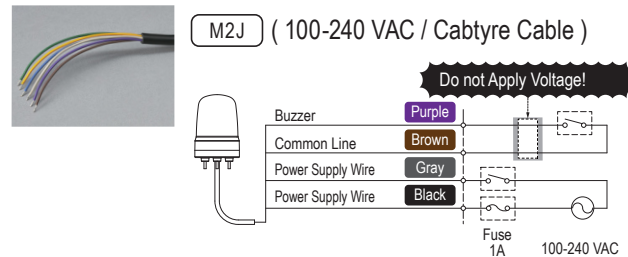 M2J ( 100-240 VAC / Cabtyre Cable )
Do not Apply Voltage!
Buzzer Purple
Common Line Brown
Power Supply Wire Gray
Power Supply Wire Black
Fuse
1A
100-240 VAC